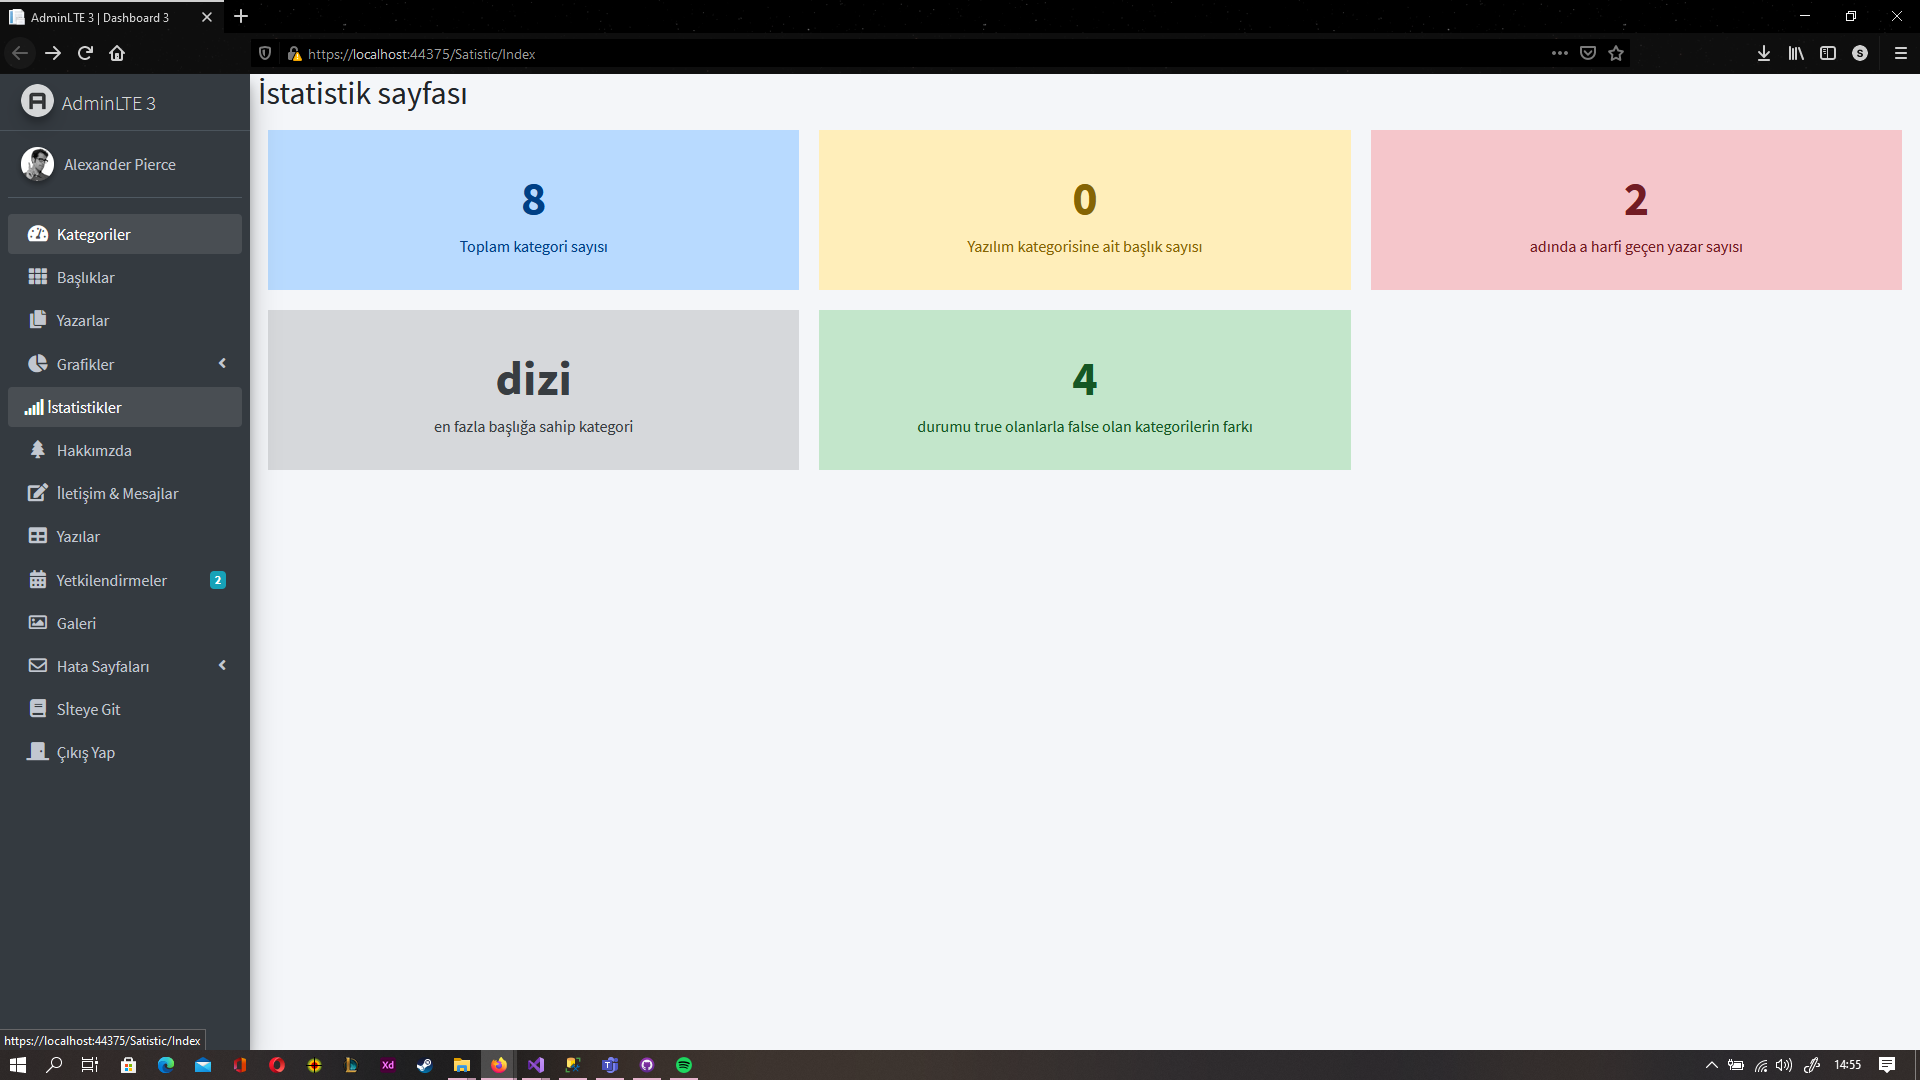 AdminLTE 3 | Dashboard 3
https://localhost:44375/Satistic/Index
S
AdminLTE 3
Alexander Pierce
Kategoriler
Başlıklar
Yazarlar
Grafikler
İstatistikler
Hakkımzda
İletişim & Mesajlar
Yazılar
Yetkilendirmeler 2
Galeri
Hata Sayfaları
Sİteye Git
Çıkış Yap
İstatistik sayfası
8
Toplam kategori sayısı
0
Yazılım kategorisine ait başlık sayısı
2
adında a harfi geçen yazar sayısı
dizi
en fazla başlığa sahip kategori
4
durumu true olanlarla false olan kategorilerin farkı
https://localhost:44375/Satistic/Index
Xd
14:55